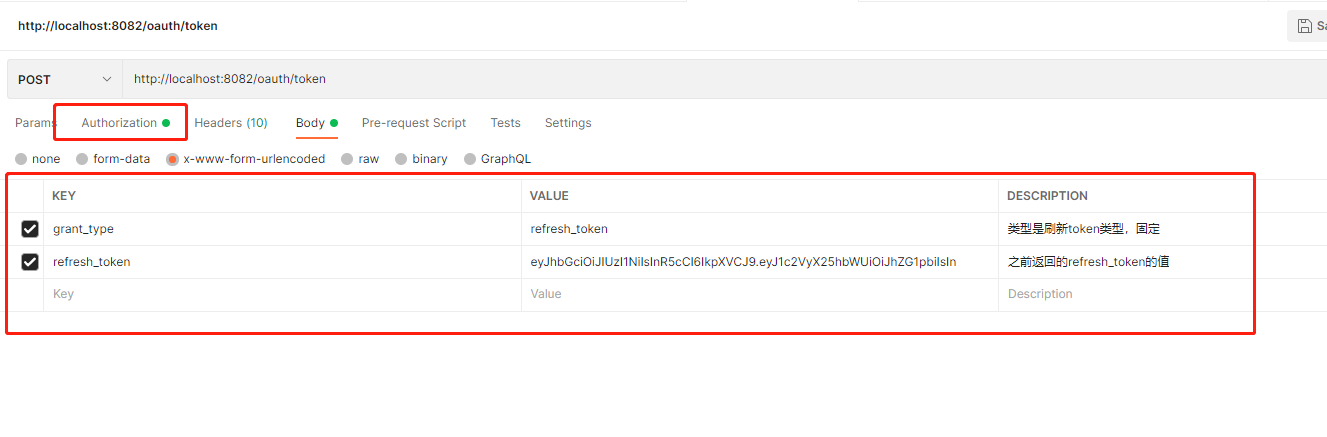 http://localhost:8082/oauth/token
Sa
POST http://localhost:8082/oauth/token
Params Authorization Headers (10) Body Pre-request Script Tests Settings
none form-data x-www-form-urlencoded raw binary GraphQL
KEY VALUE DESCRIPTION
grant_type refresh_token 类型是刷新token类型，固定
refresh_token eyJhbGciOiJIUzI1NiIsInR5cCI6IkpXVCJ9.eyJ1c2VyX25hbWUiOiJhZG1pbiIsIn 之前返回的refresh_token的值
Key Value Description